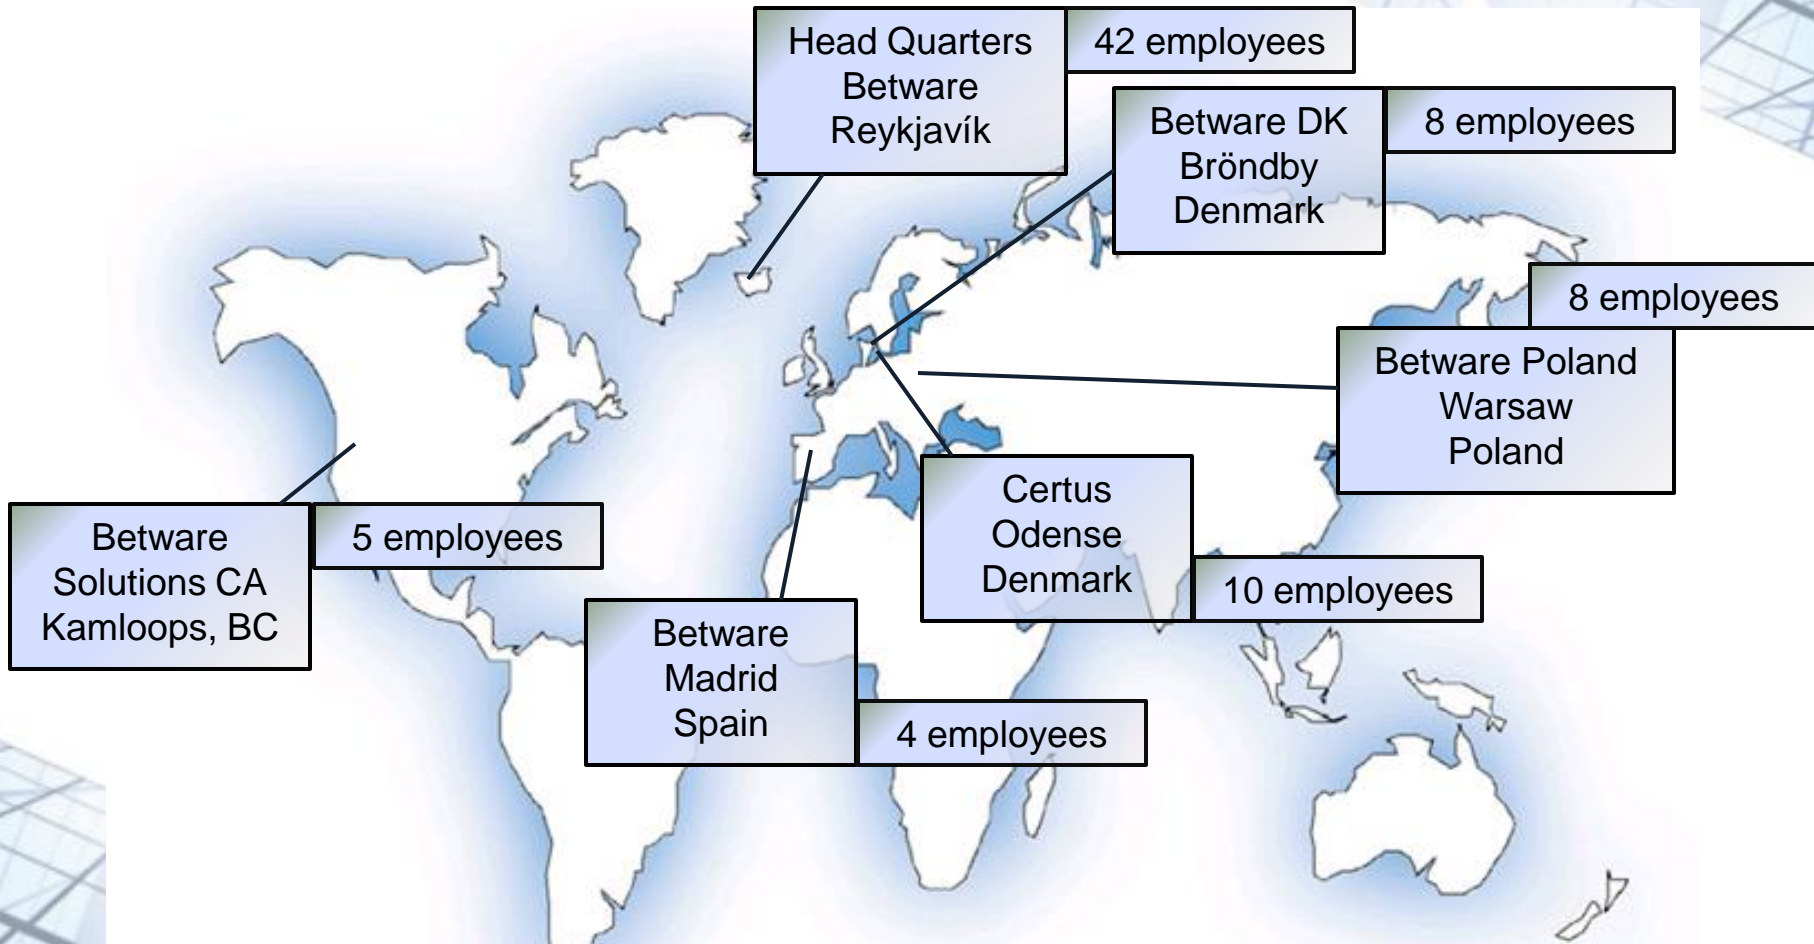 Head Quarters
Betware
Reykjavík
42 employees
Betware DK
Bröndby
Denmark
8 employees
8 employees
Betware Poland
Warsaw
Poland
Certus
Odense
Denmark
10 employees
Betware
Solutions CA
Kamloops, BC
5 employees
Betware
Madrid
Spain
4 employees